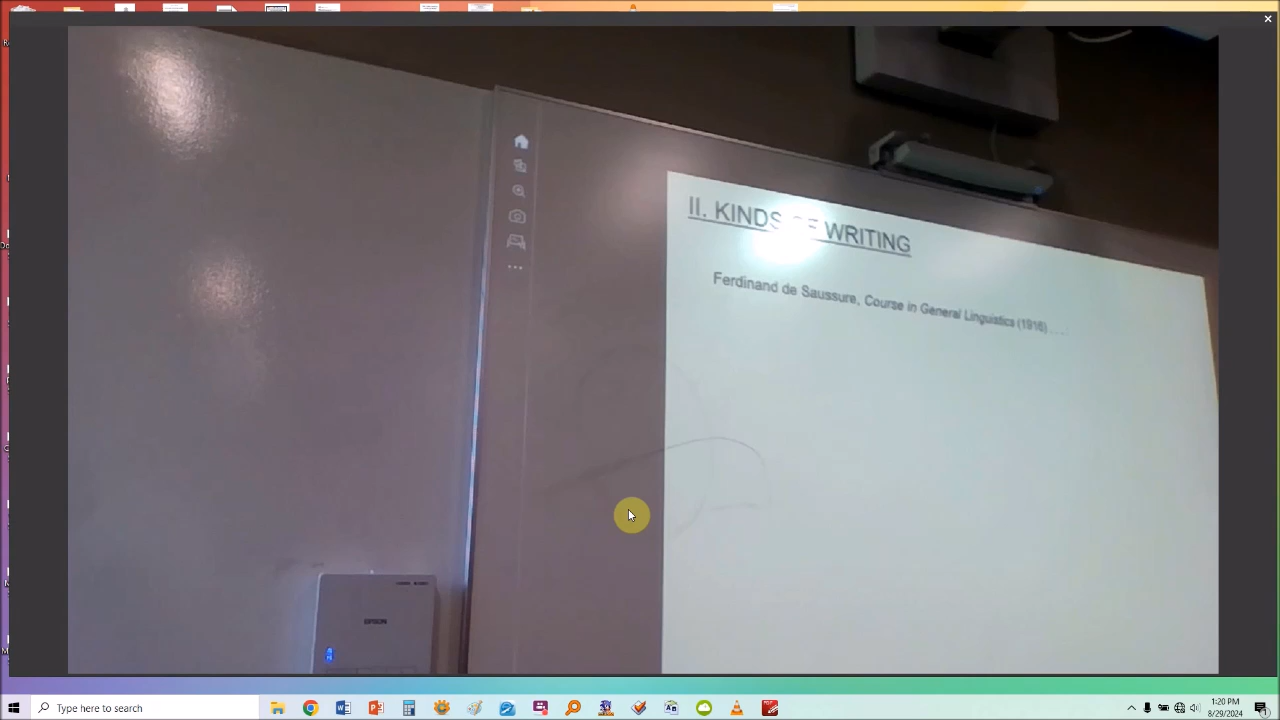 II. KINDS OF WRITING
Ferdinand de Saussure, Course in General Linguistics (1916) . . . .
EPSON
Type here to search
1:20 PM
8/29/2024